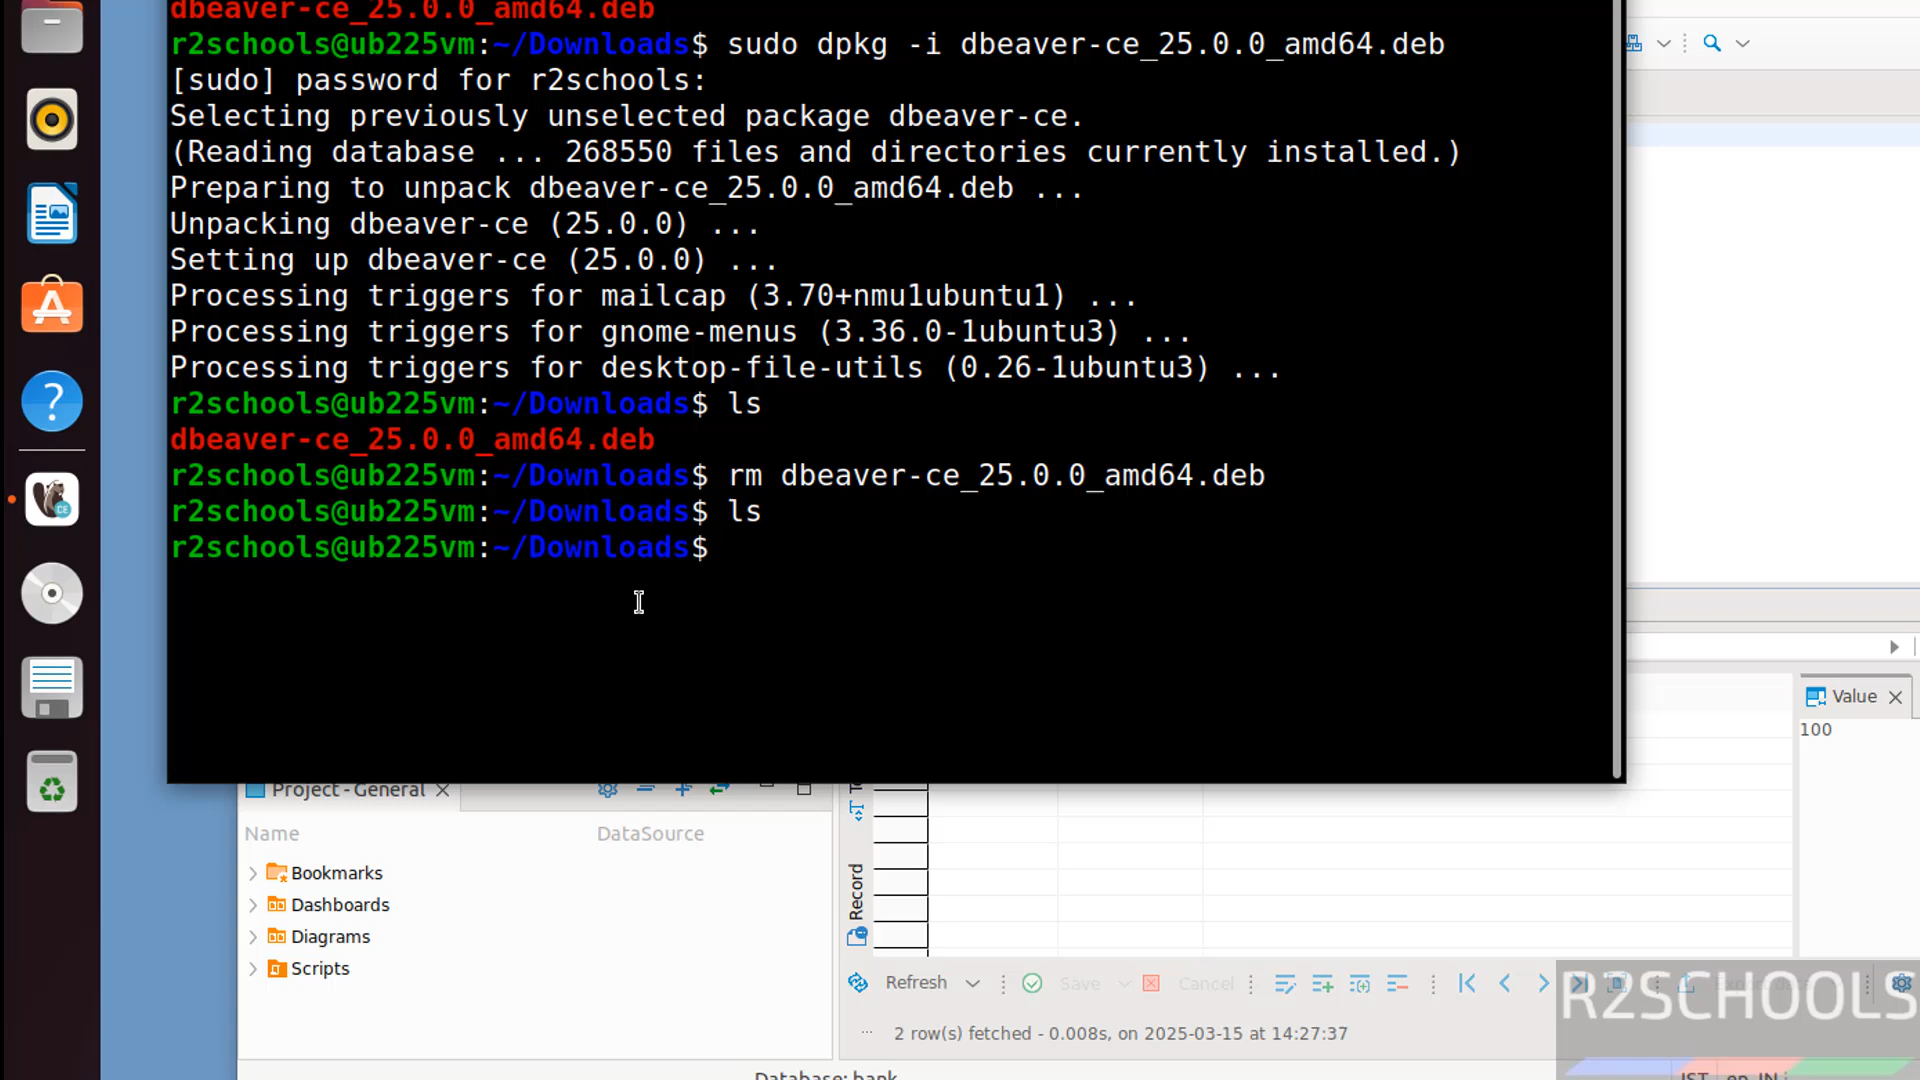 dbeaver-ce_25.0.0_amd64.deb
r2schools@ub225vm:~/Downloads$ sudo dpkg -i dbeaver-ce_25.0.0_amd64.deb
[sudo] password for r2schools:
Selecting previously unselected package dbeaver-ce.
(Reading database ... 268550 files and directories currently installed.)
Preparing to unpack dbeaver-ce_25.0.0_amd64.deb ...
Unpacking dbeaver-ce (25.0.0) ...
Setting up dbeaver-ce (25.0.0) ...
Processing triggers for mailcap (3.70+nmu1ubuntu1) ...
Processing triggers for gnome-menus (3.36.0-1ubuntu3) ...
Processing triggers for desktop-file-utils (0.26-1ubuntu3) ...
r2schools@ub225vm:~/Downloads$ ls
dbeaver-ce_25.0.0_amd64.deb
r2schools@ub225vm:~/Downloads$ rm dbeaver-ce_25.0.0_amd64.deb
r2schools@ub225vm:~/Downloads$ ls
r2schools@ub225vm:~/Downloads$
CE
Value
100
Project - General
Name DataSource
Bookmarks
Dashboards
Diagrams
Scripts
Record
Refresh Save Cancel
2 row(s) fetched - 0.008s, on 2025-03-15 at 14:27:37
R2SCHOOLS
Database: bank
IST en_IN